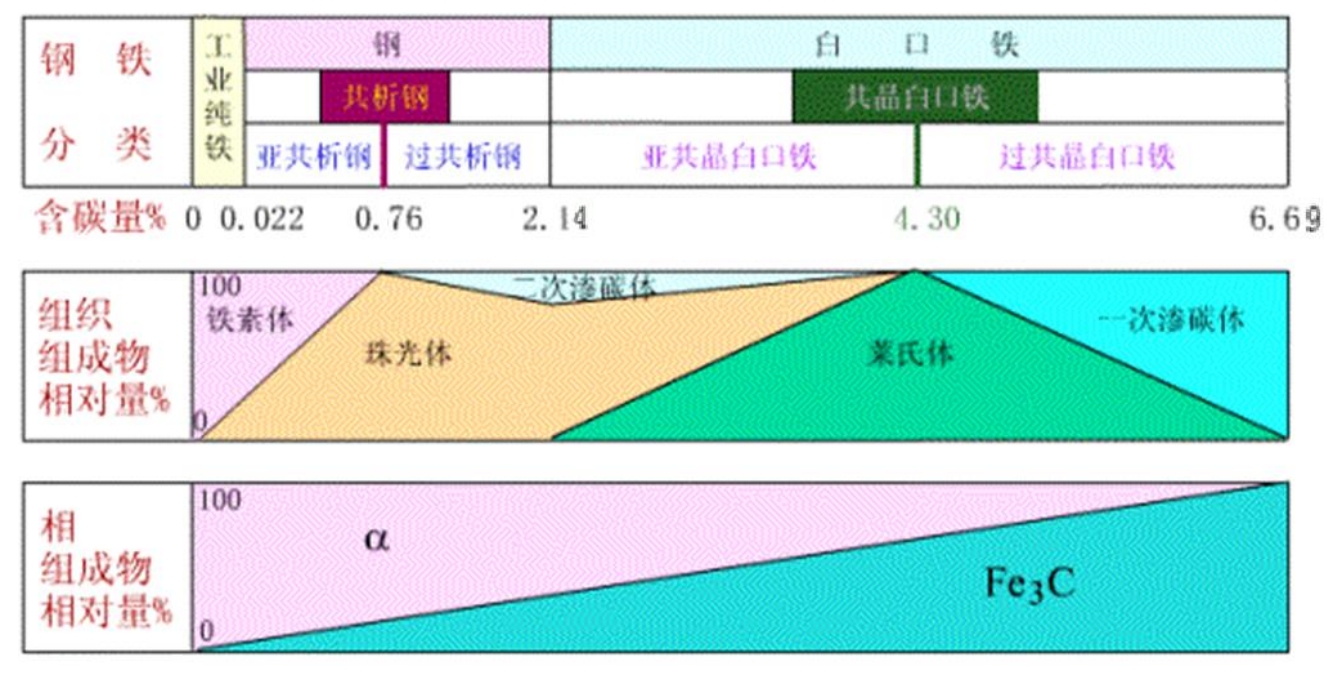 钢 铁
分 类
工业纯铁
钢
白 口 铁
共析钢
共晶白口铁
亚共析钢
过共析钢
亚共晶白口铁
过共晶白口铁
含碳量% 0 0.022 0.76 2.14 4.30 6.69
组织
组成物
相对量%
100
0
铁素体
珠光体
二次渗碳体
莱氏体
一次渗碳体
相
组成物
相对量%
100
0
α
Fe₃C